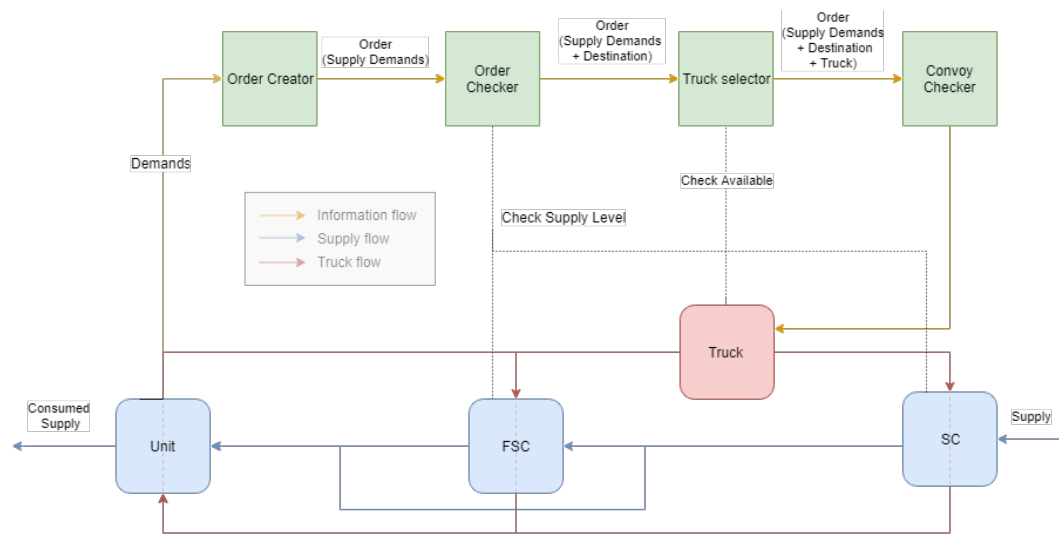 Order
(Supply Demands)
Order
(Supply Demands
+ Destination)
Order
(Supply Demands
+ Destination
+ Truck)
Order Creator
Order
Checker
Truck selector
Convoy
Checker
Demands
Check Available
Information flow
Supply flow
Truck flow
Check Supply Level
Truck
Consumed
Supply
Unit
FSC
SC
Supply